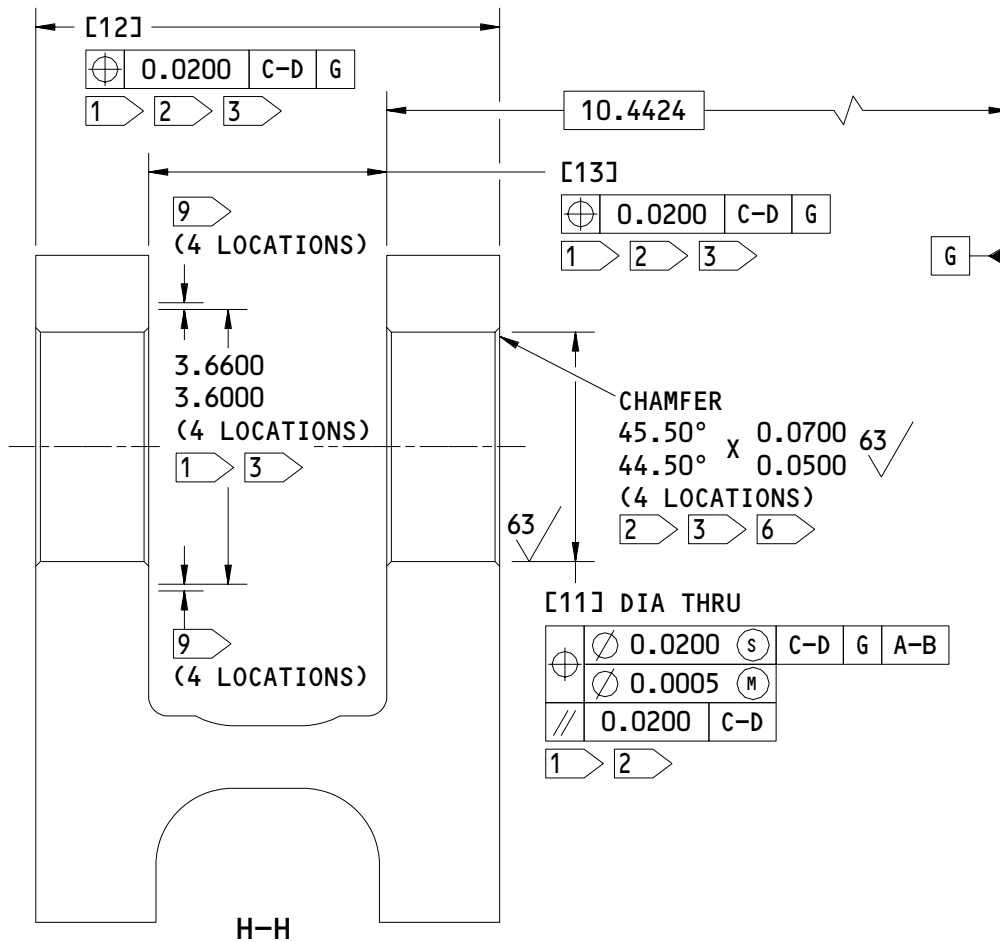 [12]
⌖ 0.0200 C-D G
1 2 3
10.4424
[13]
⌖ 0.0200 C-D G
1 2 3
G
9
(4 LOCATIONS)
3.6600
3.6000
(4 LOCATIONS)
1 3
CHAMFER
45.50° X 0.0700 63
44.50° 0.0500
(4 LOCATIONS)
2 3 6
63
9
(4 LOCATIONS)
[11] DIA THRU
⌖ ⌀ 0.0200 Ⓢ C-D G A-B
⌀ 0.0005 Ⓜ
// 0.0200 C-D
1 2
H-H